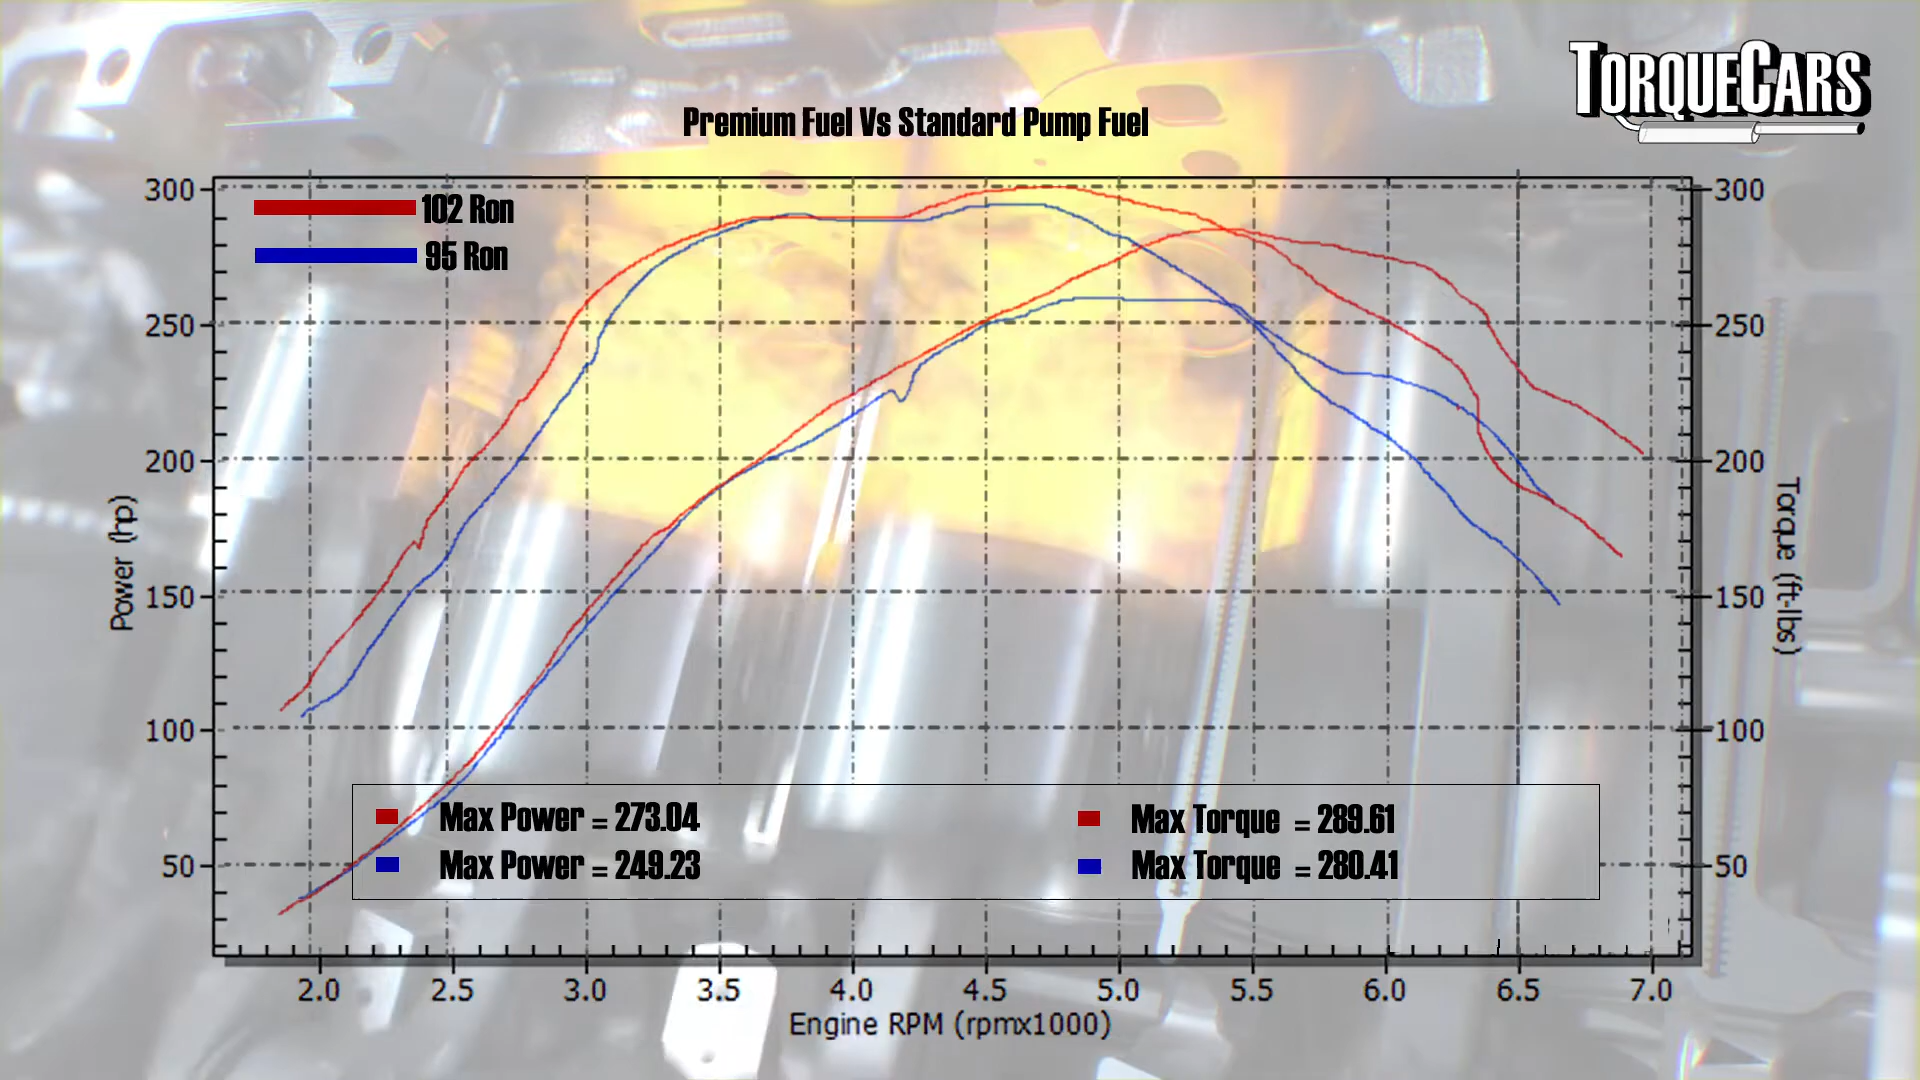 TORQUECARS
Premium Fuel Vs Standard Pump Fuel
102 Ron
95 Ron
300
250
200
150
100
50
Power (hp)
300
250
200
150
100
50
Torque (ft-lbs)
Max Power = 273.04
Max Torque = 289.61
Max Power = 249.23
Max Torque = 280.41
2.0 2.5 3.0 3.5 4.0 4.5 5.0 5.5 6.0 6.5 7.0
Engine RPM (rpmx1000)